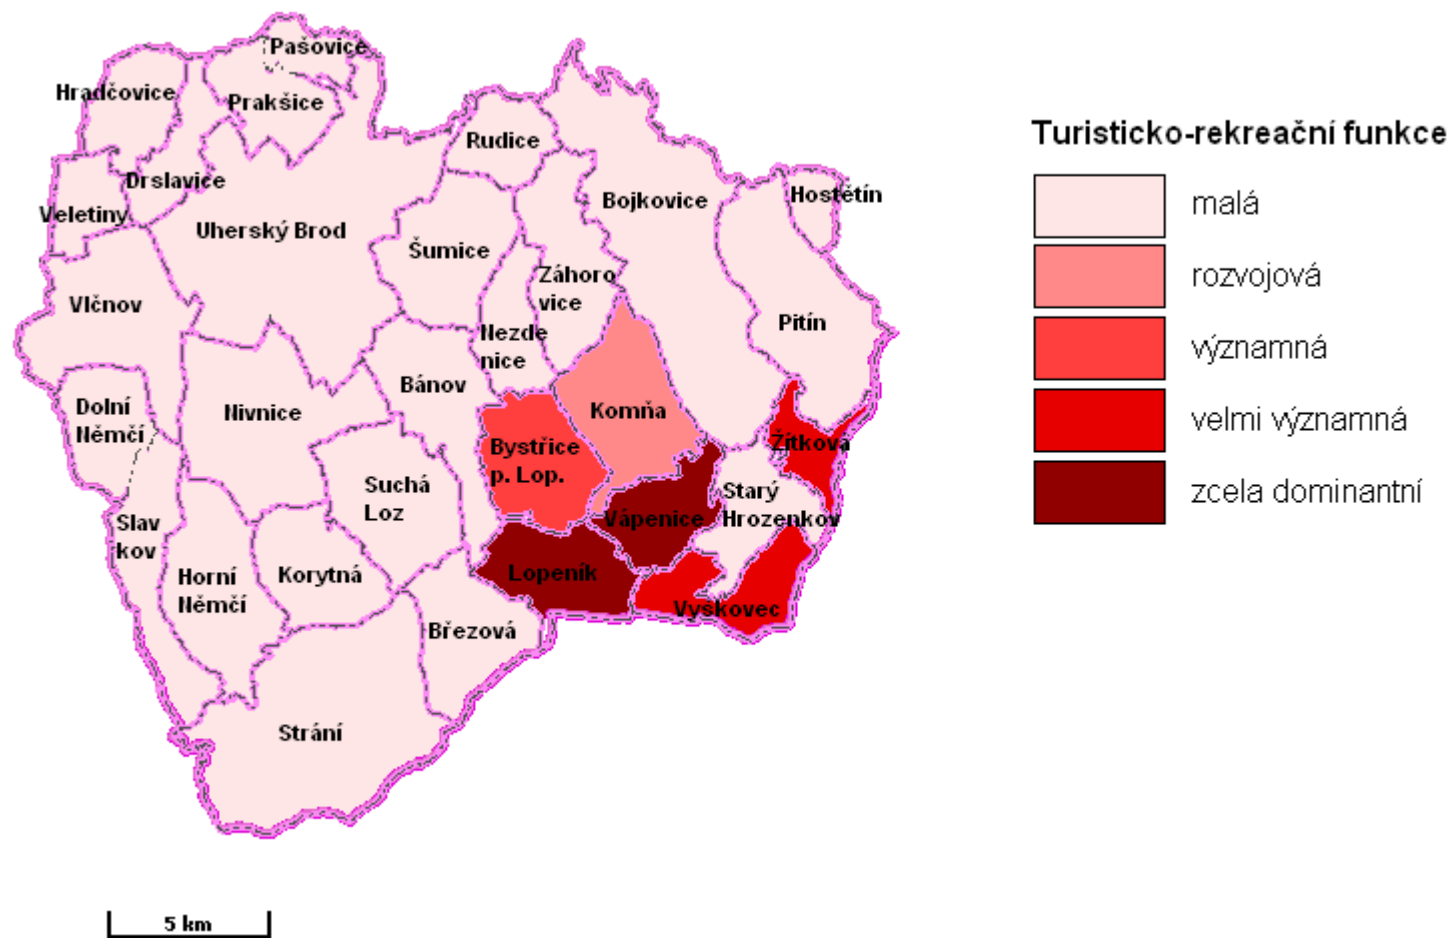 Pašovice
Hradčovice
Prakšice
Rudice
Drslavice
Veletiny
Uherský Brod
Šumice
Bojkovice
Hostětín
Vlčnov
Záhoro
vice
Nezde
nice
Pitín
Bánov
Dolní
Němčí
Nivnice
Komňa
Žítková
Bystřice
p. Lop.
Suchá
Loz
Starý
Hrozenkov
Vápenice
Slav
kov
Horní
Němčí
Korytná
Lopeník
Vyškovec
Březová
Strání
5 km
Turisticko-rekreační funkce
malá
rozvojová
významná
velmi významná
zcela dominantní